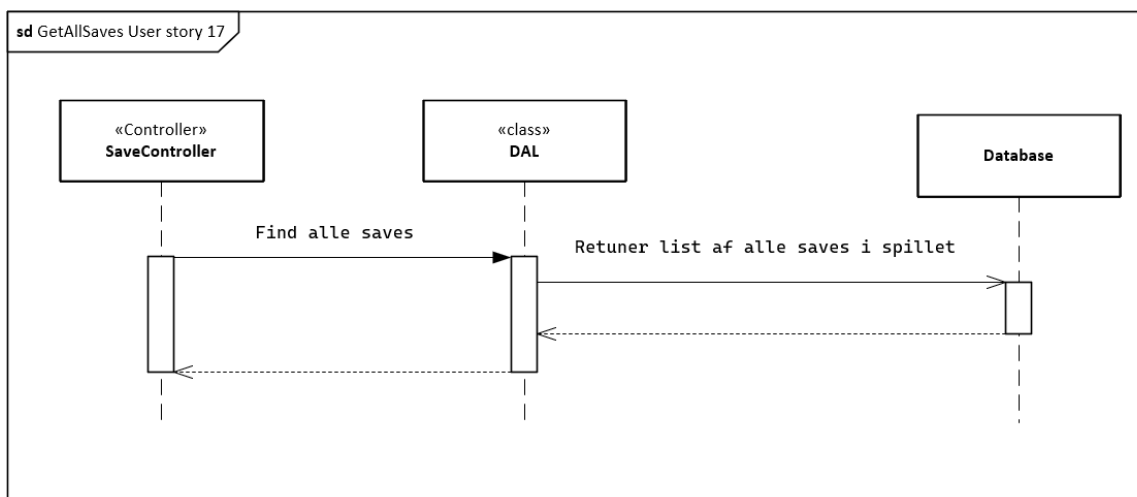 sd GetAllSaves User story 17
«Controller»
SaveController
«class»
DAL
Database
Find alle saves
Retuner list af alle saves i spillet